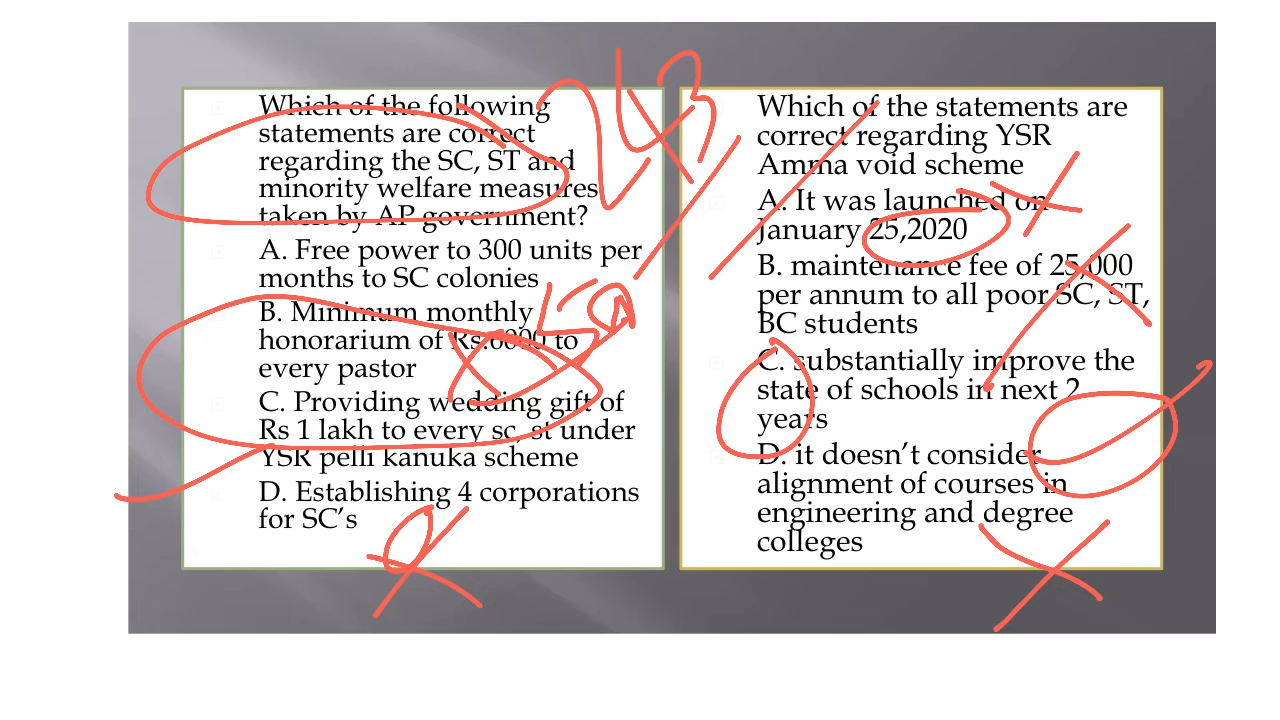 Which of the following
statements are correct
regarding the SC, ST and
minority welfare measures
taken by AP government?
A. Free power to 300 units per
months to SC colonies
B. Minimum monthly
honorarium of Rs.6000 to
every pastor
C. Providing wedding gift of
Rs 1 lakh to every sc, st under
YSR pelli kanuka scheme
D. Establishing 4 corporations
for SC's
243
Which of the statements are
correct regarding YSR
Amma void scheme
A. It was launched on
January 25,2020
B. maintenance fee of 25,000
per annum to all poor SC, ST,
BC students
C. substantially improve the
state of schools in next 2
years
D. it doesn't consider
alignment of courses in
engineering and degree
colleges